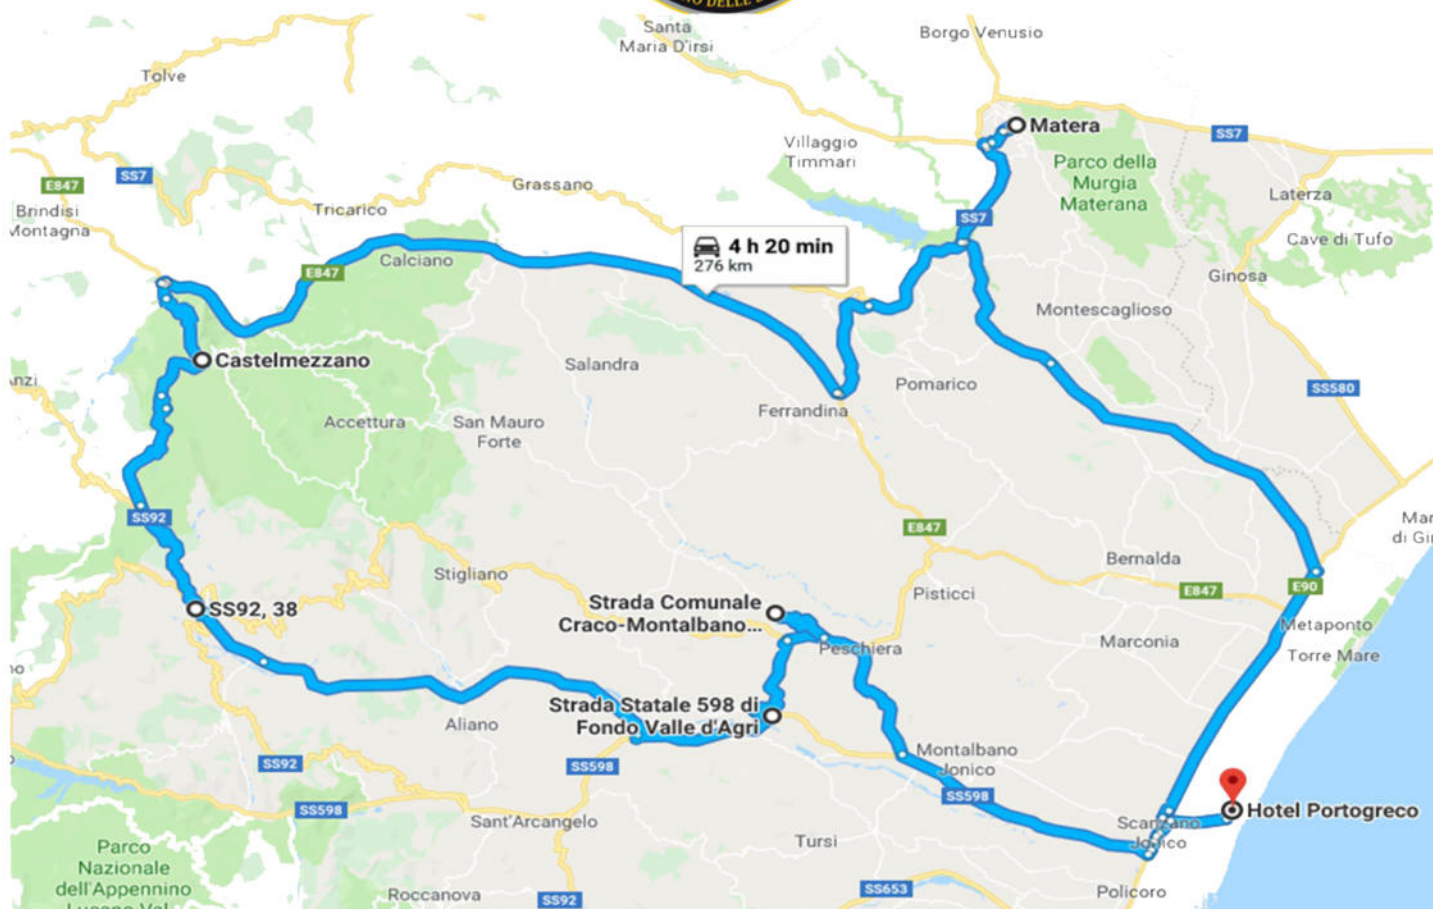 Santa
Maria D'irsi
Borgo Venusio
Tolve
Matera
SS7
Villaggio
Timmari
Parco della
Murgia
Materana
SS7
E847
Grassano
Laterza
Brindisi
Montagna
Tricarico
SS7
Cave di Tufo
4 h 20 min
276 km
Calciano
E847
Ginosa
Montescaglioso
Castelmezzano
Salandra
Pomarico
SS580
Ferrandina
Accettura
San Mauro
Forte
SS92
E847
Bernalda
Stigliano
E90
E847
Pisticci
SS92, 38
Strada Comunale
Craco-Montalbano...
Metaponto
Marconia
Peschiera
Torre Mare
Strada Statale 598 di
Fondo Valle d'Agri
Aliano
Montalbano
Jonico
SS92
SS598
SS598
SS598
Hotel Portogreco
Sant'Arcangelo
Scanzano
Jonico
Tursi
Parco
Nazionale
dell'Appennino
Roccanova
SS92
SS653
Policoro